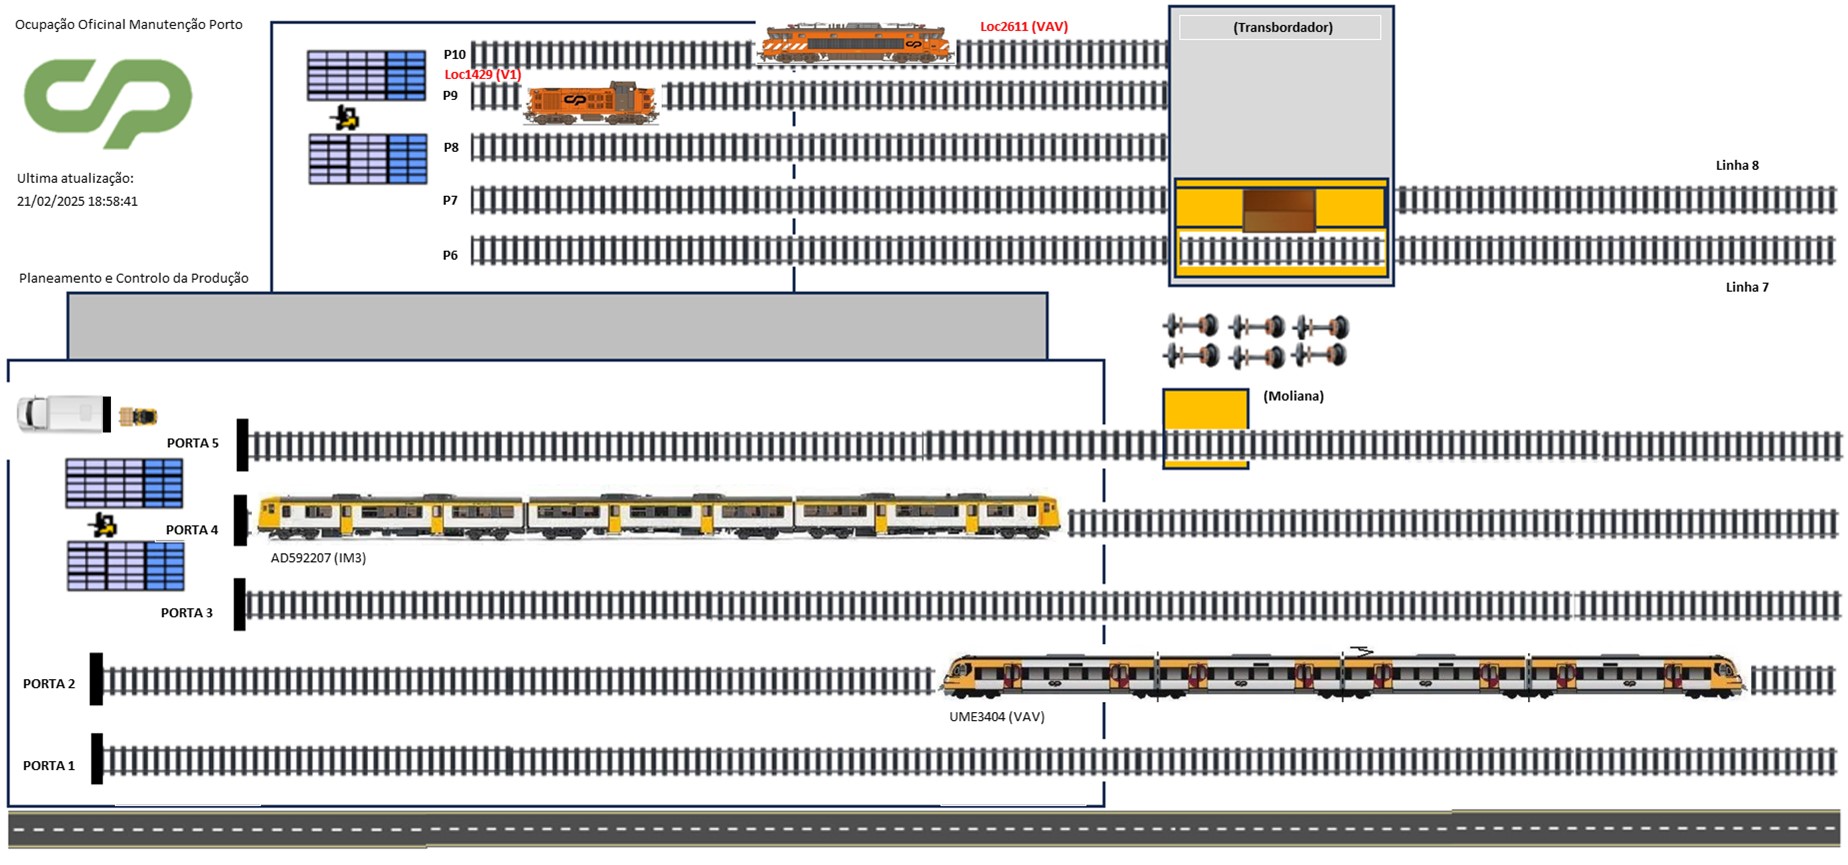 Ocupação Oficinal Manutenção Porto
CP
Ultima atualização:
21/02/2025 18:58:41
Planeamento e Controlo da Produção
P10
Loc2611 (VAV)
(Transbordador)
Loc1429 (V1)
P9
P8
P7
P6
Linha 8
Linha 7
(Moliana)
PORTA 5
PORTA 4
AD592207 (IM3)
PORTA 3
PORTA 2
UME3404 (VAV)
PORTA 1